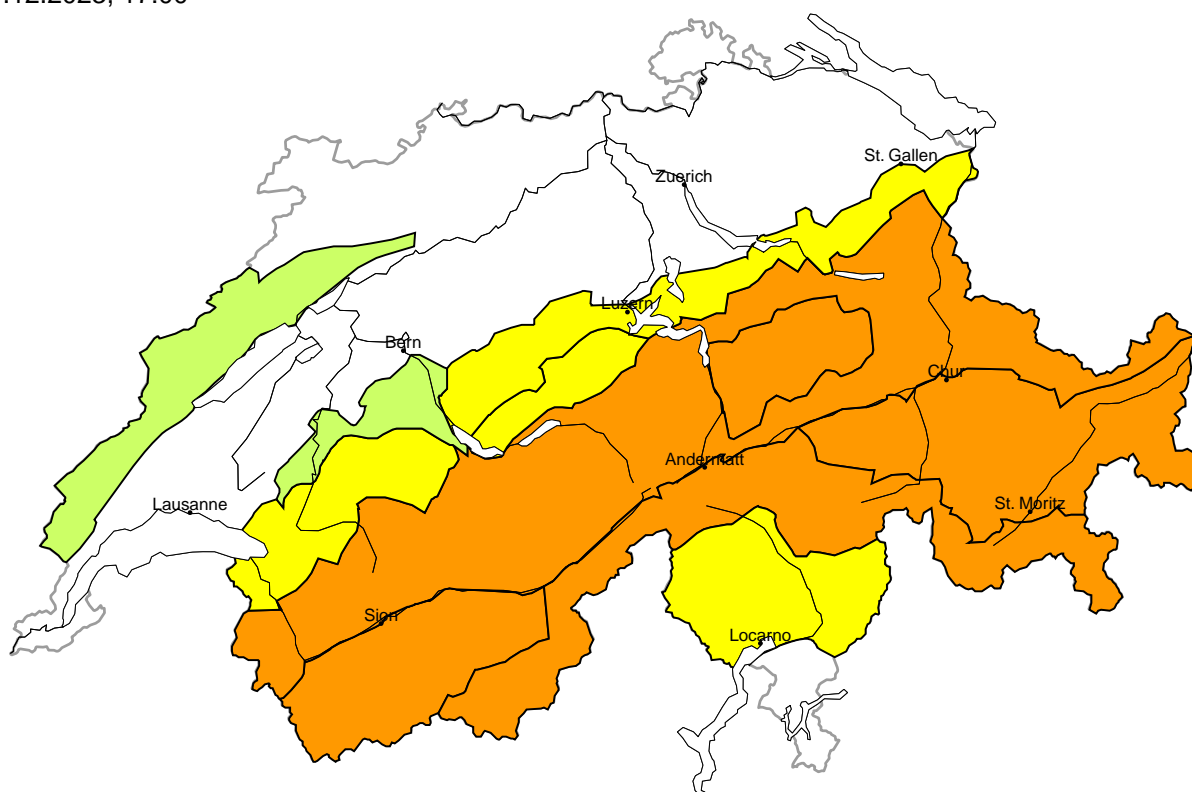 St. Gallen
Zuerich
Luzern
Bern
Chur
Andermatt
Lausanne
St. Moritz
Sion
Locarno